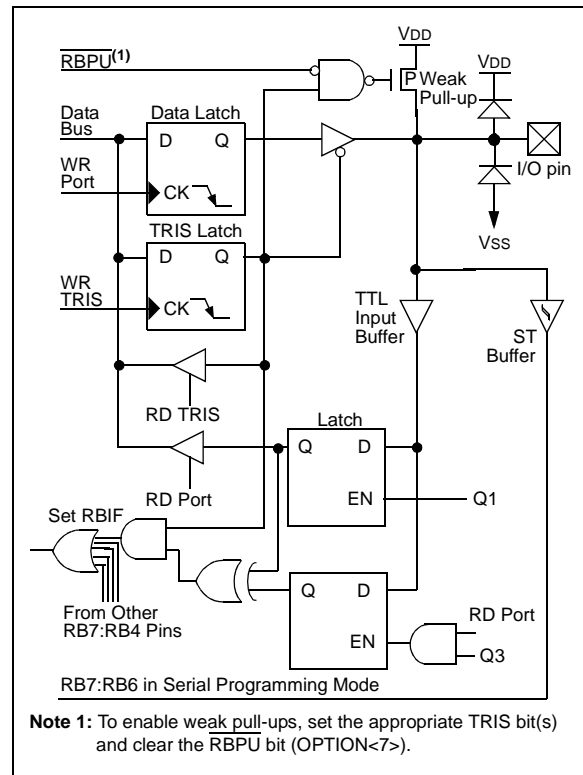 VDD
RBPU(1)
P Weak
Pull-up
VDD
Data
Bus
Data Latch
D Q
WR
Port
CK
I/O pin
TRIS Latch
VSS
D Q
WR
TRIS
CK
TTL
Input
Buffer
ST
Buffer
RD TRIS
Latch
Q D
RD Port
EN
Q1
Set RBIF
Q D
From Other
RB7:RB4 Pins
RD Port
EN
Q3
RB7:RB6 in Serial Programming Mode
Note 1: To enable weak pull-ups, set the appropriate TRIS bit(s)
and clear the RBPU bit (OPTION<7>).